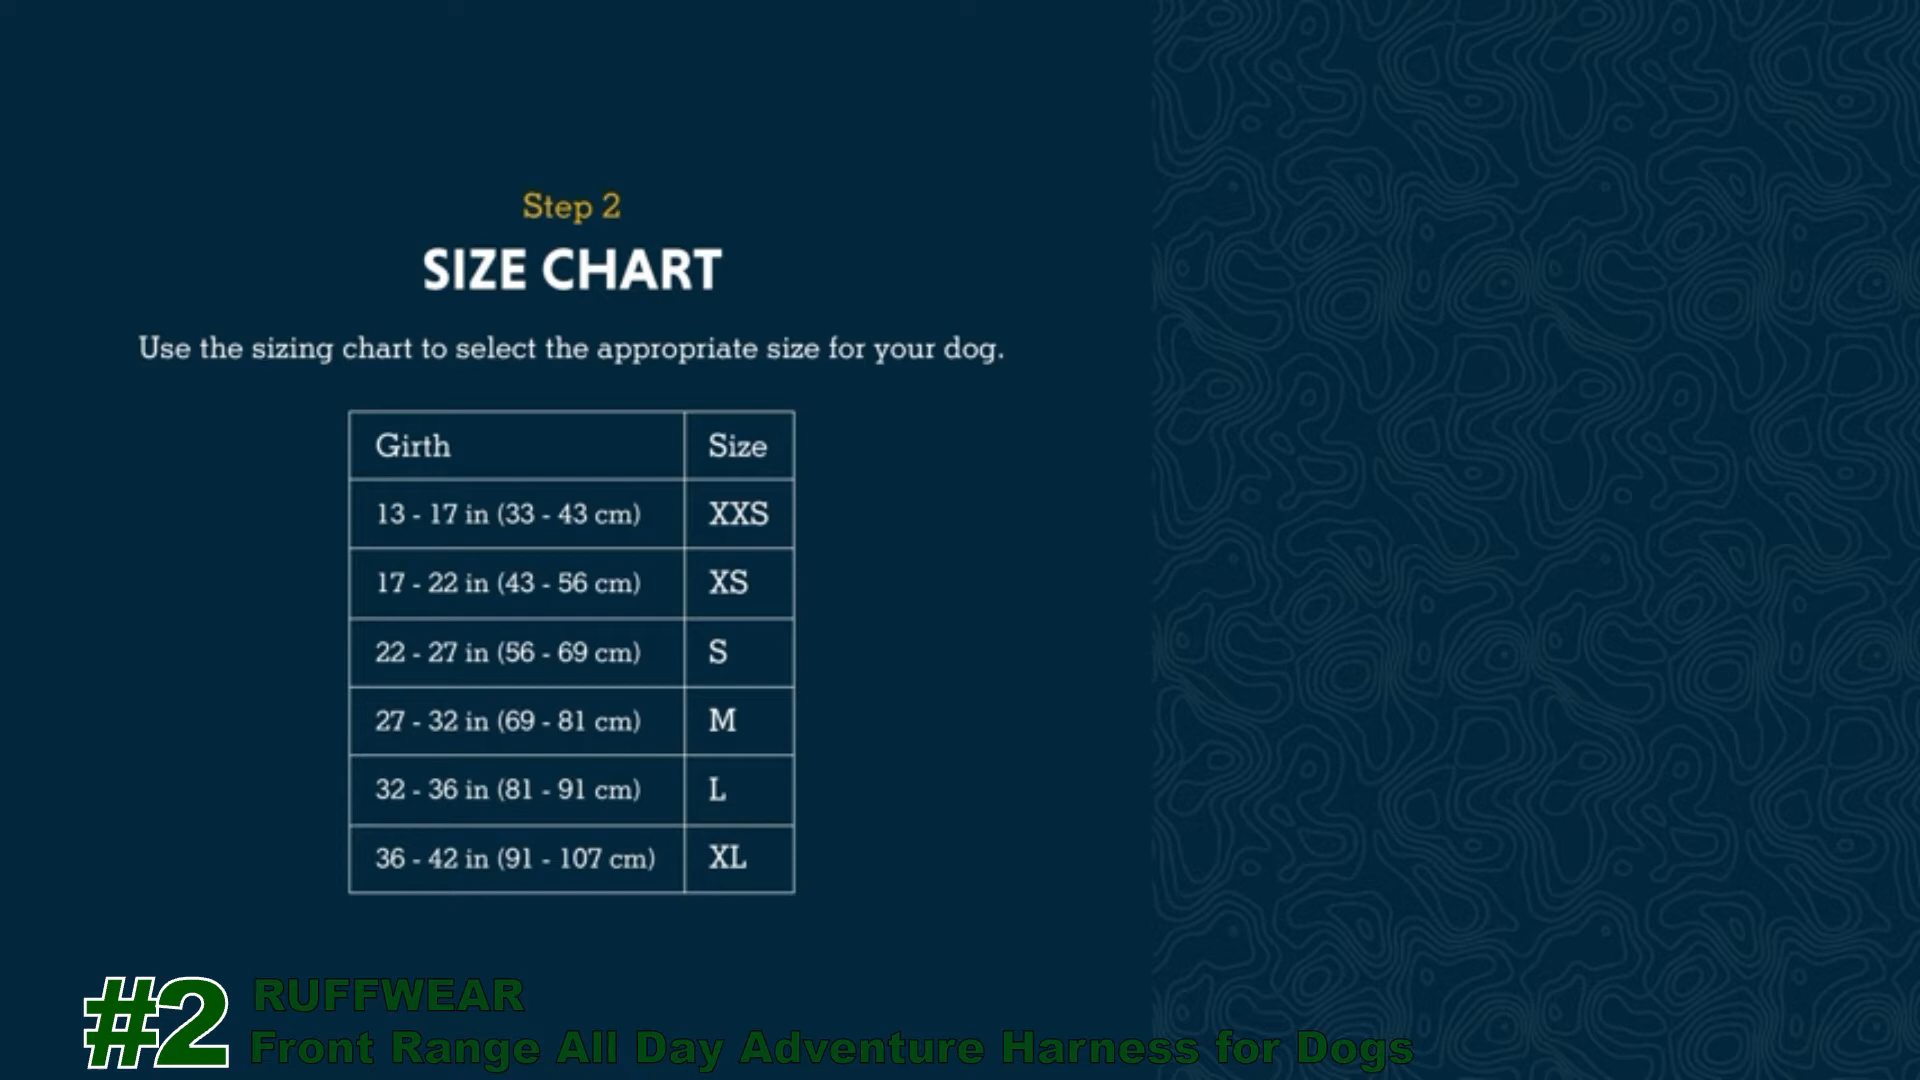 Step 2
SIZE CHART
Use the sizing chart to select the appropriate size for your dog.
Girth Size
13 - 17 in (33 - 43 cm) XXS
17 - 22 in (43 - 56 cm) XS
22 - 27 in (56 - 69 cm) S
27 - 32 in (69 - 81 cm) M
32 - 36 in (81 - 91 cm) L
36 - 42 in (91 - 107 cm) XL
#2 RUFFWEAR
Front Range All Day Adventure Harness for Dogs